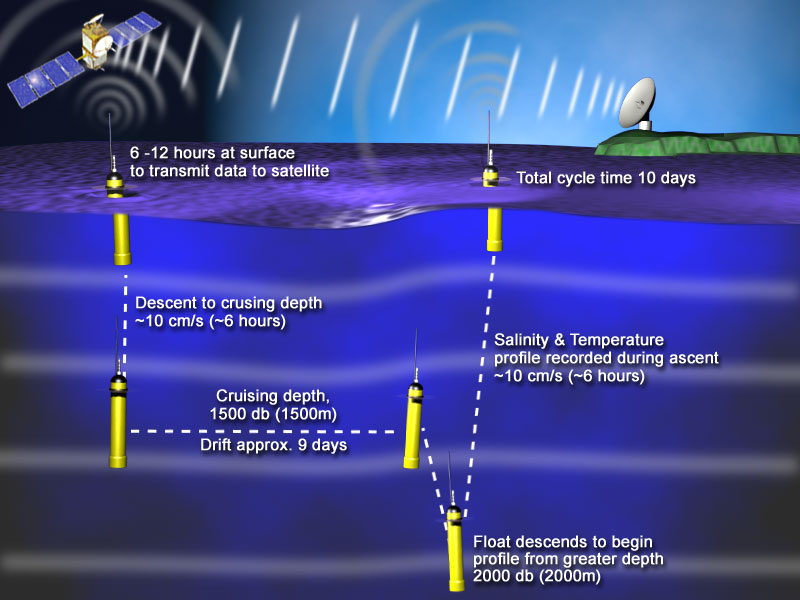 6 -12 hours at surface
to transmit data to satellite
Total cycle time 10 days
Descent to crusing depth
~10 cm/s (~6 hours)
Salinity & Temperature
profile recorded during ascent
~10 cm/s (~6 hours)
Cruising depth,
1500 db (1500m)
Drift approx. 9 days
Float descends to begin
profile from greater depth
2000 db (2000m)